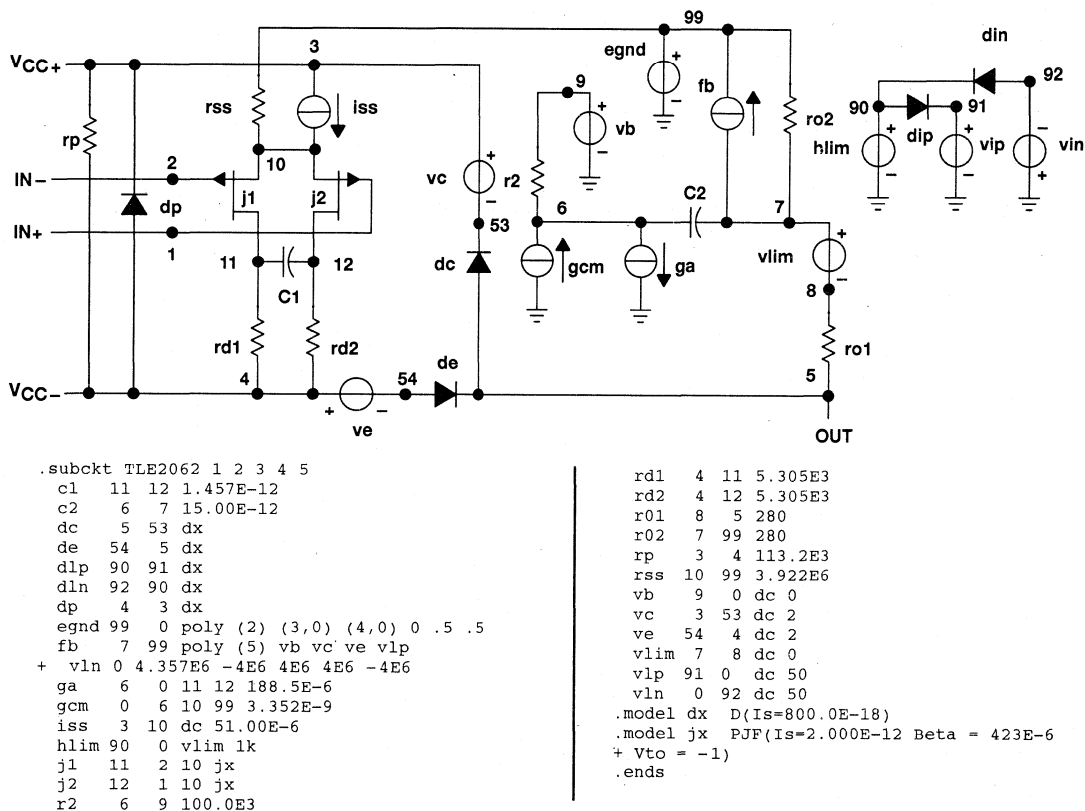 99
3
egnd
din
VCC+
9
fb
92
rss
iss
vb
90
91
ro2
rp
hlim
dip
vip
vin
2
10
vc
r2
C2
IN−
j1
j2
6
7
dp
53
IN+
1
11
12
dc
gcm
ga
vlim
C1
8
rd1
rd2
de
ro1
4
54
5
VCC−
ve
OUT
.subckt TLE2062 1 2 3 4 5
c1 11 12 1.457E−12
c2 6 7 15.00E−12
dc 5 53 dx
de 54 5 dx
dlp 90 91 dx
dln 92 90 dx
dp 4 3 dx
egnd 99 0 poly (2) (3,0) (4,0) 0 .5 .5
fb 7 99 poly (5) vb vc ve vlp
+ vln 0 4.357E6 −4E6 4E6 4E6 −4E6
ga 6 0 11 12 188.5E−6
gcm 0 6 10 99 3.352E−9
iss 3 10 dc 51.00E−6
hlim 90 0 vlim 1k
j1 11 2 10 jx
j2 12 1 10 jx
r2 6 9 100.0E3
rd1 4 11 5.305E3
rd2 4 12 5.305E3
r01 8 5 280
r02 7 99 280
rp 3 4 113.2E3
rss 10 99 3.922E6
vb 9 0 dc 0
vc 3 53 dc 2
ve 54 4 dc 2
vlim 7 8 dc 0
vlp 91 0 dc 50
vln 0 92 dc 50
.model dx D(Is=800.0E−18)
.model jx PJF(Is=2.000E−12 Beta = 423E−6
+ Vto = −1)
.ends